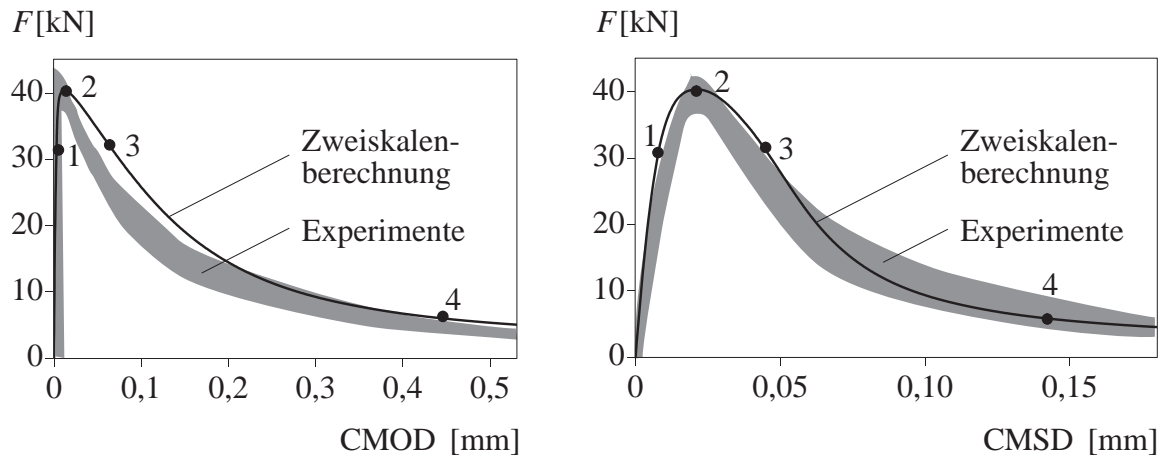 F[kN]
40
30
20
10
0
1
2
3
4
Zweiskalen-
berechnung
Experimente
0 0,1 0,2 0,3 0,4 0,5
CMOD [mm]
F[kN]
40
30
20
10
0
1
2
3
4
Zweiskalen-
berechnung
Experimente
0 0,05 0,10 0,15
CMSD [mm]